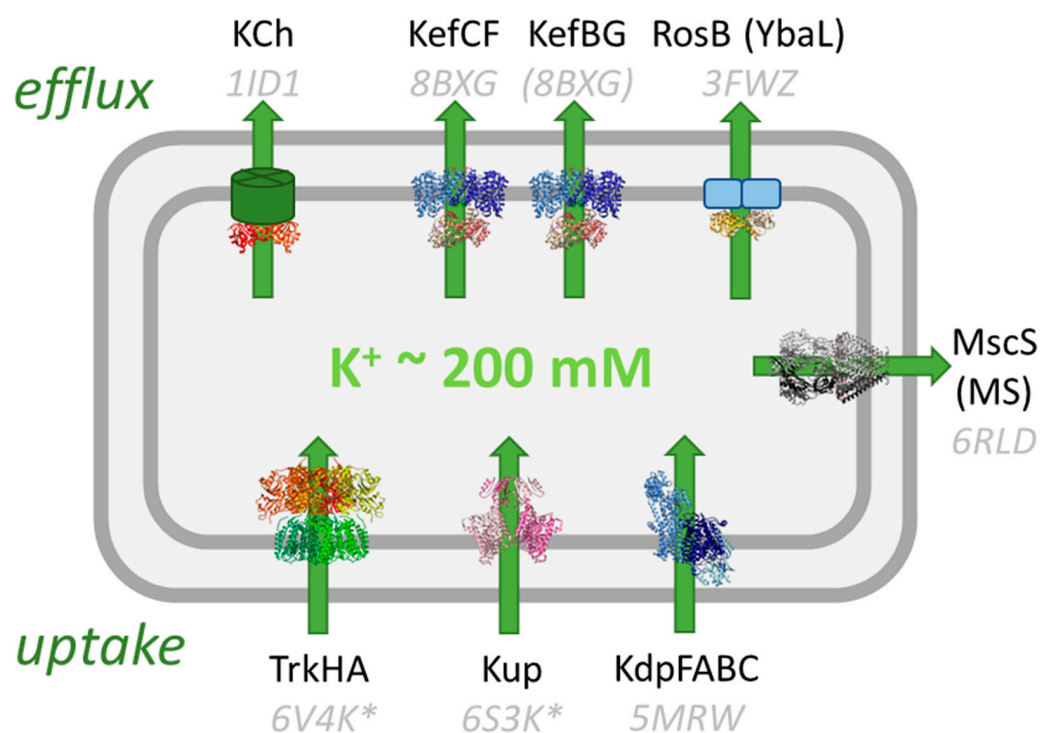 KCh
KefCF
KefBG
RosB (YbaL)
efflux
1ID1
8BXG
(8BXG)
3FWZ
K⁺ ~ 200 mM
MscS
(MS)
6RLD
uptake
TrkHA
Kup
KdpFABC
6V4K*
6S3K*
5MRW